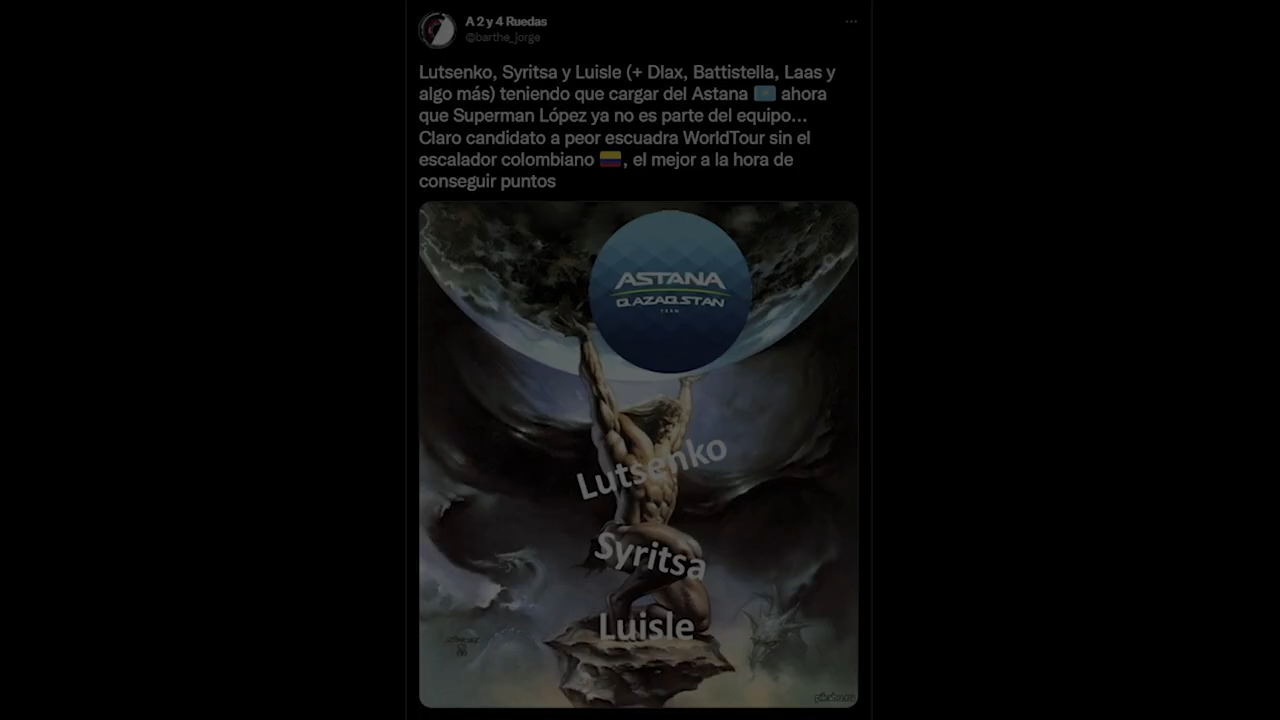 A 2 y 4 Ruedas
@barthe_jorge
Lutsenko, Syritsa y Luisle (+ Dlax, Battistella, Laas y
algo más) teniendo que cargar del Astana 🇰🇿 ahora
que Superman López ya no es parte del equipo...
Claro candidato a peor escuadra WorldTour sin el
escalador colombiano 🇨🇴, el mejor a la hora de
conseguir puntos
ASTANA
QAZAQSTAN
TEAM
Lutsenko
Syritsa
Luisle